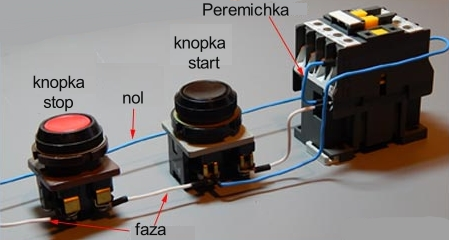 Peremichka
knopka
start
knopka
stop
nol
faza